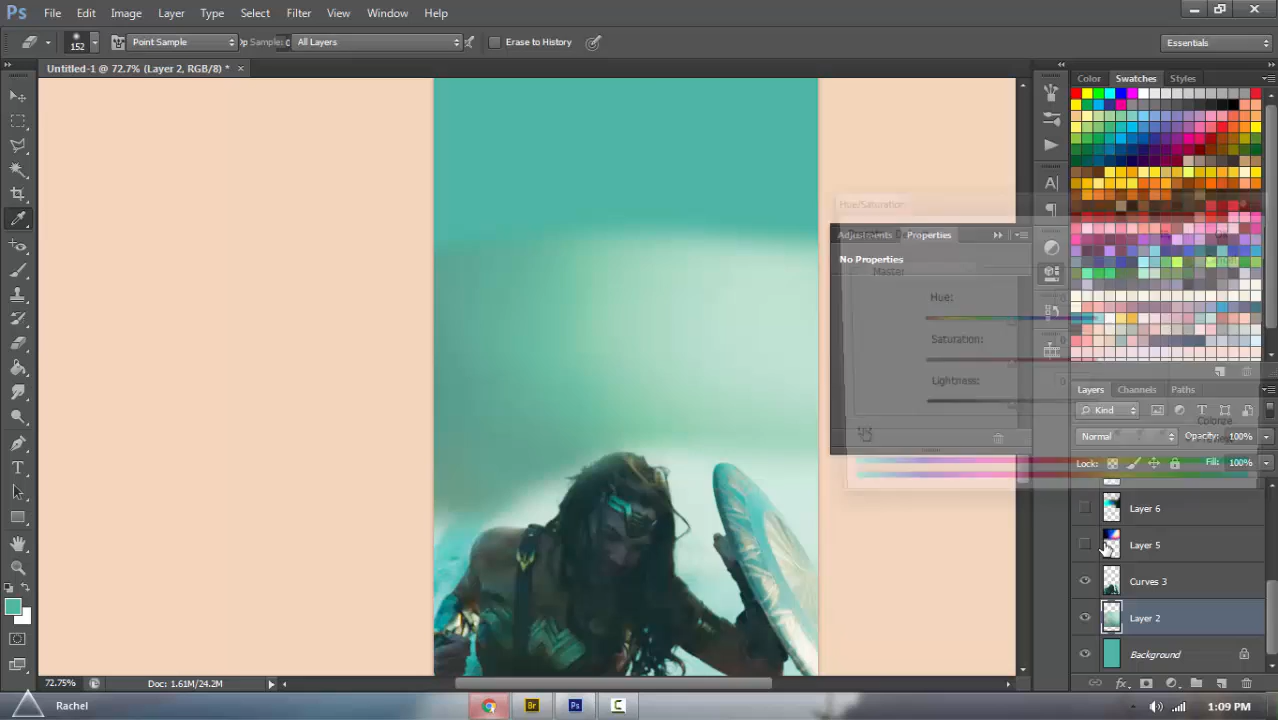 Ps File Edit Image Layer Type Select Filter View Window Help
152 Point Sample Sample: All Layers Erase to History Essentials
Untitled-1 @ 72.7% (Layer 2, RGB/8) * ×
Color Swatches Styles
Hue/Saturation
Adjustments Properties
No Properties
Master
Hue:
Saturation:
Lightness:
Layers Channels Paths
Kind
Colorize
Normal Opacity: 100%
Lock: Fill: 100%
Layer 6
Layer 5
Curves 3
Layer 2
Background
72.75% Doc: 1.61M/24.2M
Rachel Br Ps 1:09 PM